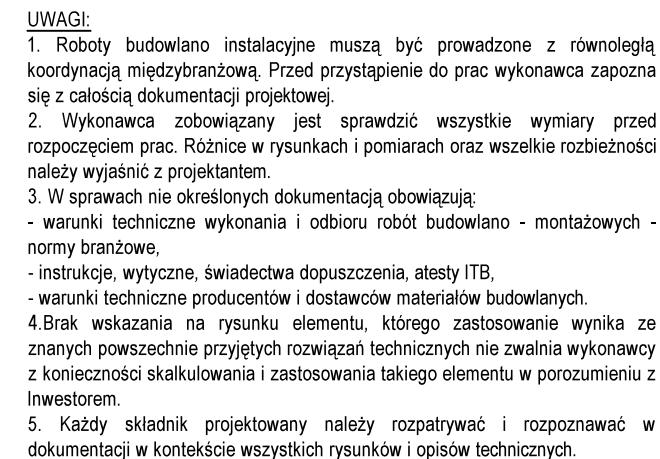 UWAGI:
1. Roboty budowlano instalacyjne muszą być prowadzone z równoległą
koordynacją międzybranżową. Przed przystąpienie do prac wykonawca zapozna
się z całością dokumentacji projektowej.
2. Wykonawca zobowiązany jest sprawdzić wszystkie wymiary przed
rozpoczęciem prac. Różnice w rysunkach i pomiarach oraz wszelkie rozbieżności
należy wyjaśnić z projektantem.
3. W sprawach nie określonych dokumentacją obowiązują:
- warunki techniczne wykonania i odbioru robót budowlano - montażowych -
normy branżowe,
- instrukcje, wytyczne, świadectwa dopuszczenia, atesty ITB,
- warunki techniczne producentów i dostawców materiałów budowlanych.
4.Brak wskazania na rysunku elementu, którego zastosowanie wynika ze
znanych powszechnie przyjętych rozwiązań technicznych nie zwalnia wykonawcy
z konieczności skalkulowania i zastosowania takiego elementu w porozumieniu z
Inwestorem.
5. Każdy składnik projektowany należy rozpatrywać i rozpoznawać w
dokumentacji w kontekście wszystkich rysunków i opisów technicznych.